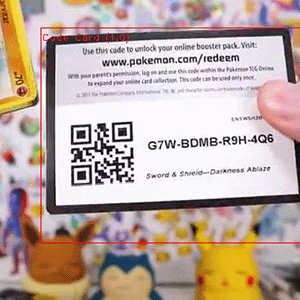 Code Card (1.0)
Use this code to unlock your online booster pack. Visit:
www.pokemon.com/redeem
With your parent's permission, log on and use this code within the Pokémon TCG Online
to expand your online card collection. This code can be used only once.
G7W-BDMB-R9H-4Q6
Sword & Shield—Darkness Ablaze